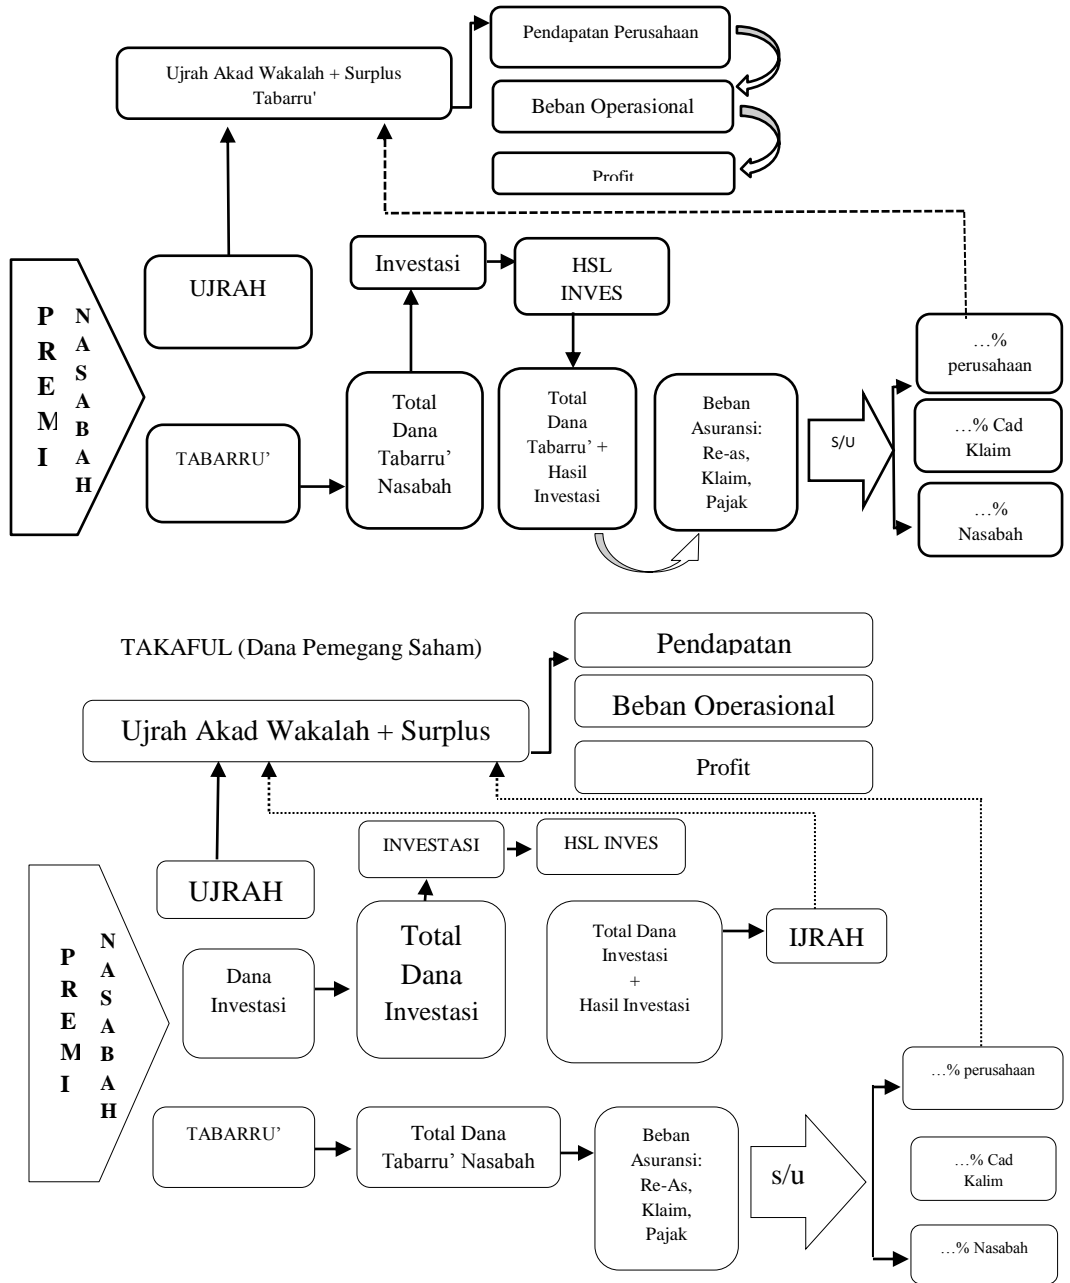 Pendapatan Perusahaan
Ujrah Akad Wakalah + Surplus
Tabarru'
Beban Operasional
Profit
Investasi
HSL
INVES
UJRAH
PREMI
NASABAH
…%
perusahaan
Total
Dana
Tabarru’
Nasabah
Total
Dana
Tabarru’ +
Hasil
Investasi
Beban
Asuransi:
Re-as,
Klaim,
Pajak
S/U
…% Cad
Klaim
TABARRU’
…%
Nasabah
TAKAFUL (Dana Pemegang Saham)
Pendapatan
Beban Operasional
Ujrah Akad Wakalah + Surplus
Profit
INVESTASI
HSL INVES
UJRAH
PREMI
NASABAH
Dana
Investasi
Total
Dana
Investasi
Total Dana
Investasi
+
Hasil Investasi
IJRAH
…% perusahaan
TABARRU’
Total Dana
Tabarru’ Nasabah
Beban
Asuransi:
Re-As,
Klaim,
Pajak
s/u
…% Cad
Kalim
…% Nasabah